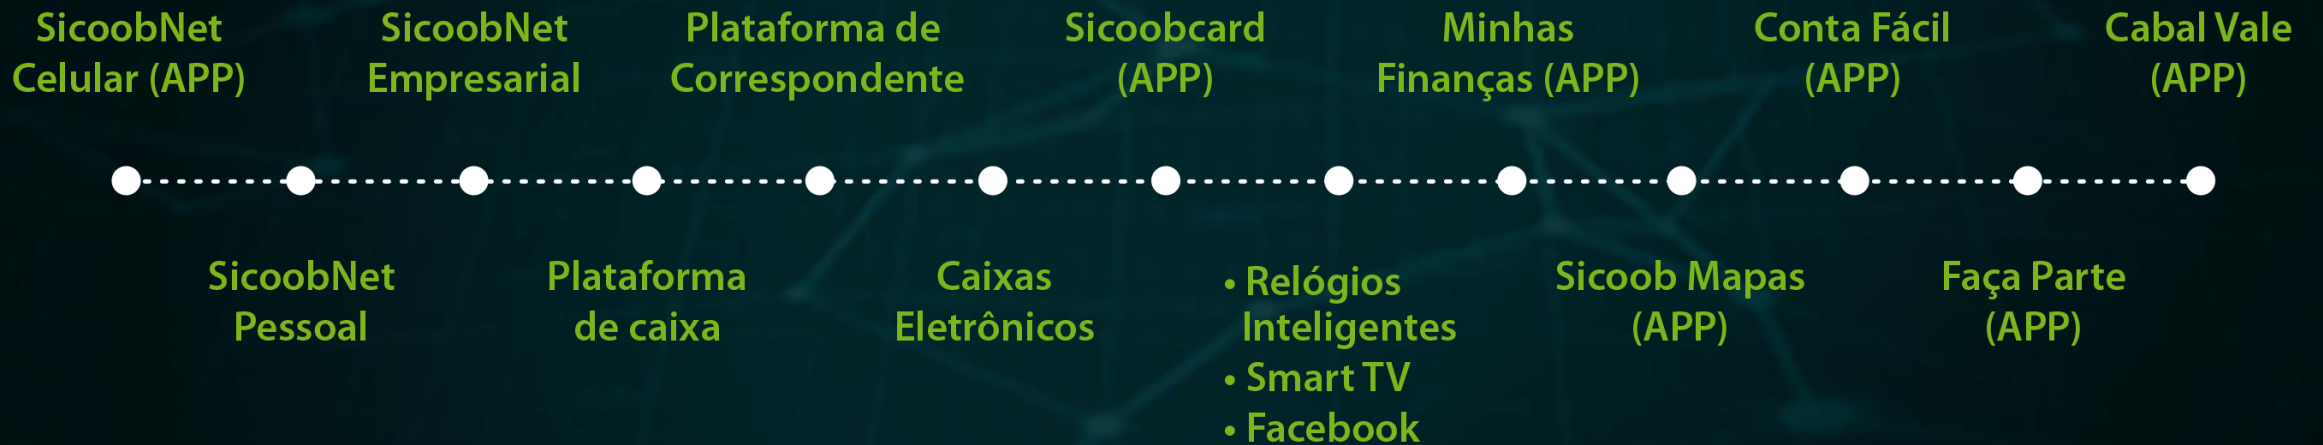 SicoobNet
Celular (APP)
SicoobNet
Empresarial
Plataforma de
Correspondente
Sicoobcard
(APP)
Minhas
Finanças (APP)
Conta Fácil
(APP)
Cabal Vale
(APP)
SicoobNet
Pessoal
Plataforma
de caixa
Caixas
Eletrônicos
• Relógios
Inteligentes
• Smart TV
• Facebook
Sicoob Mapas
(APP)
Faça Parte
(APP)